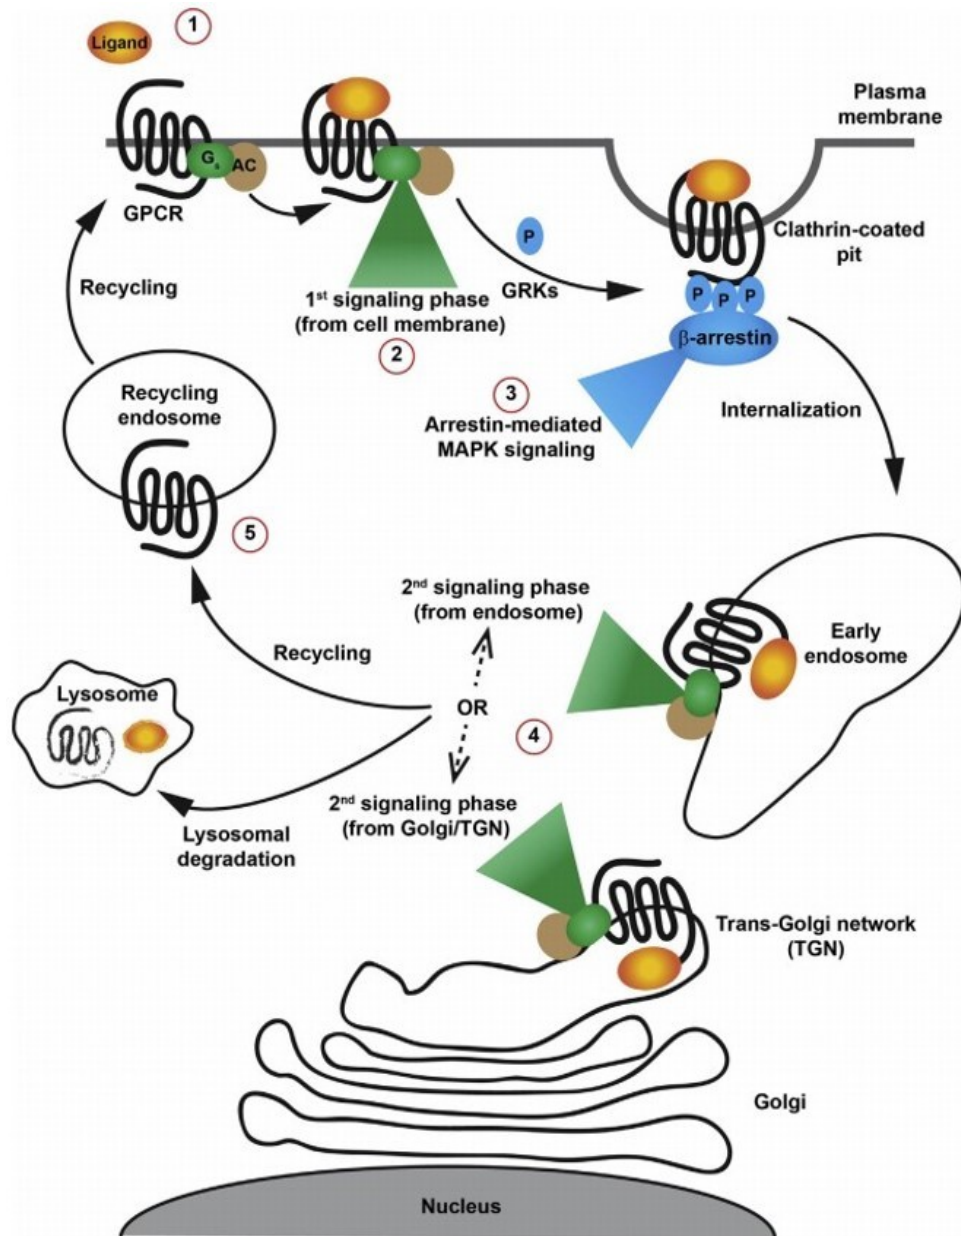 1
Ligand
Plasma
membrane
Gs AC
GPCR
P
Clathrin-coated
pit
Recycling
GRKs
1st signaling phase
(from cell membrane)
P P P
β-arrestin
2
3
Arrestin-mediated
MAPK signaling
Internalization
Recycling
endosome
5
2nd signaling phase
(from endosome)
Early
endosome
Recycling
Lysosome
OR
4
2nd signaling phase
(from Golgi/TGN)
Lysosomal
degradation
Trans-Golgi network
(TGN)
Golgi
Nucleus